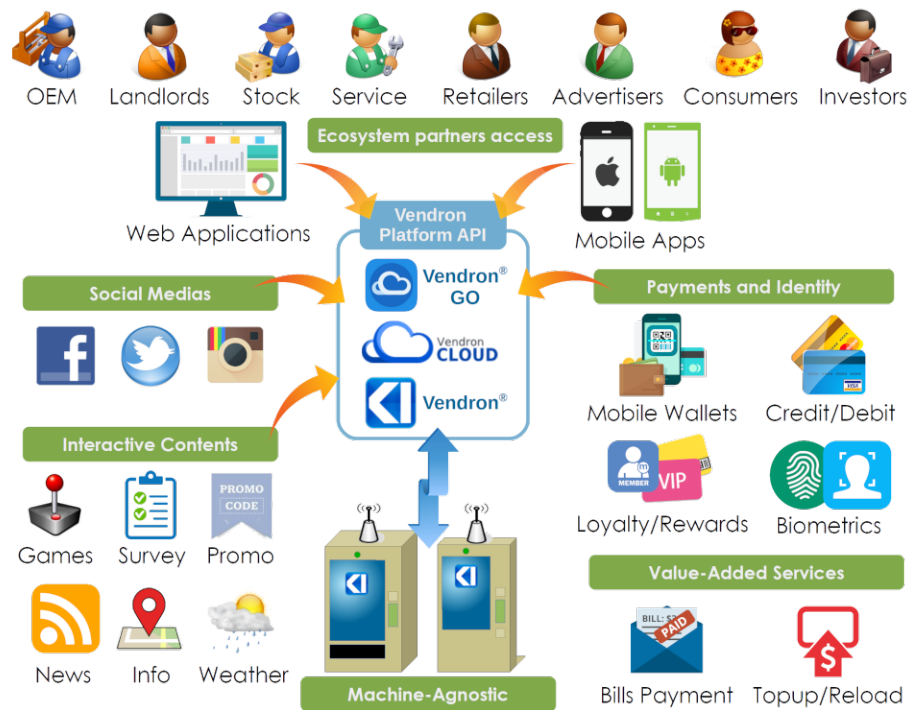 OEM
Landlords
Stock
Service
Retailers
Advertisers
Consumers
Investors
Ecosystem partners access
Web Applications
Mobile Apps
Vendron
Platform API
Vendron®
GO
Vendron
CLOUD
Vendron®
Social Medias
Payments and Identity
Mobile Wallets
Credit/Debit
VISA
MEMBER
VIP
Loyalty/Rewards
Biometrics
Interactive Contents
PROMO
CODE
Games
Survey
Promo
News
Info
Weather
Machine-Agnostic
Value-Added Services
PAID
Bills Payment
Topup/Reload